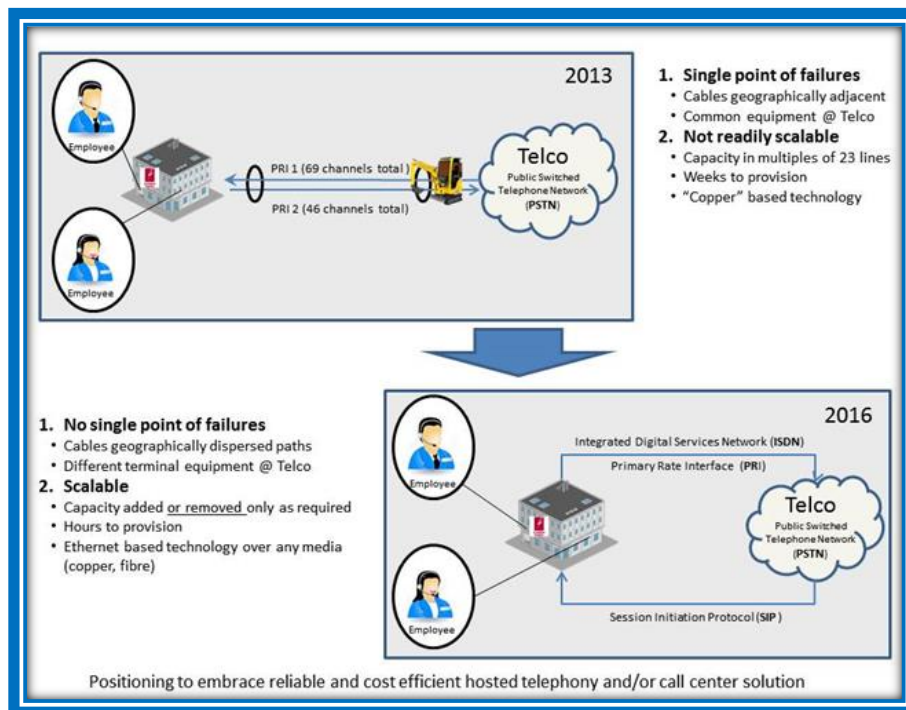 2013
Employee
Employee
PRI 1 (69 channels total)
PRI 2 (46 channels total)
Telco
Public Switched
Telephone Network
(PSTN)
1. Single point of failures
• Cables geographically adjacent
• Common equipment @ Telco
2. Not readily scalable
• Capacity in multiples of 23 lines
• Weeks to provision
• “Copper” based technology
1. No single point of failures
• Cables geographically dispersed paths
• Different terminal equipment @ Telco
2. Scalable
• Capacity added or removed only as required
• Hours to provision
• Ethernet based technology over any media
(copper, fibre)
2016
Employee
Employee
Integrated Digital Services Network (ISDN)
Primary Rate Interface (PRI)
Telco
Public Switched
Telephone Network
(PSTN)
Session Initiation Protocol (SIP )
Positioning to embrace reliable and cost efficient hosted telephony and/or call center solution